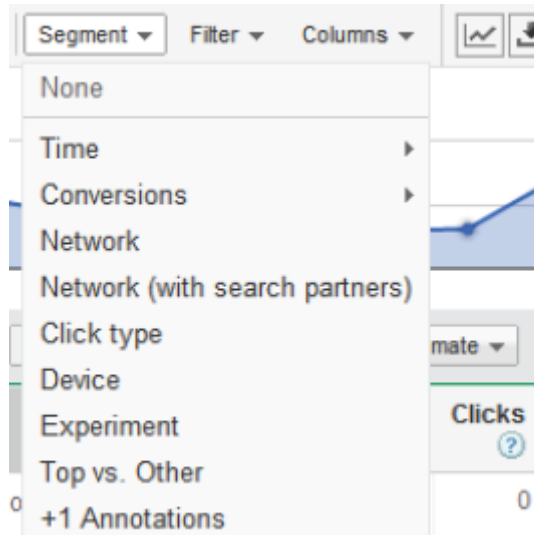 Segment Filter Columns
None
Time
Conversions
Network
Network (with search partners)
Click type
mate
Device
Clicks
?
Experiment
Top vs. Other
0
+1 Annotations